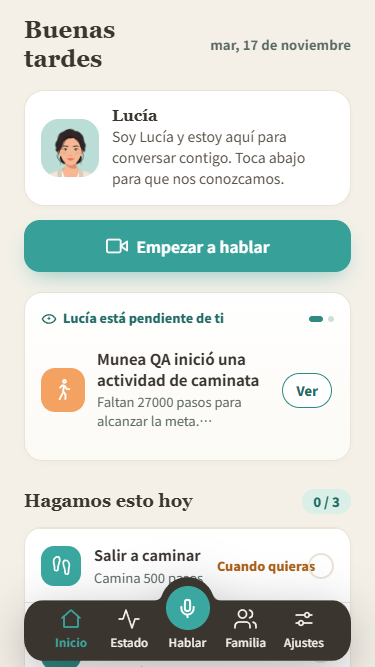 Buenas
tardes
mar, 17 de noviembre
Lucía
Soy Lucía y estoy aquí para
conversar contigo. Toca abajo
para que nos conozcamos.
Empezar a hablar
Lucía está pendiente de ti
Munea QA inició una
actividad de caminata
Faltan 27000 pasos para
alcanzar la meta.…
Ver
Hagamos esto hoy
0 / 3
Salir a caminar
Camina 500 pasos
Cuando quieras
Inicio
Estado
Hablar
Familia
Ajustes